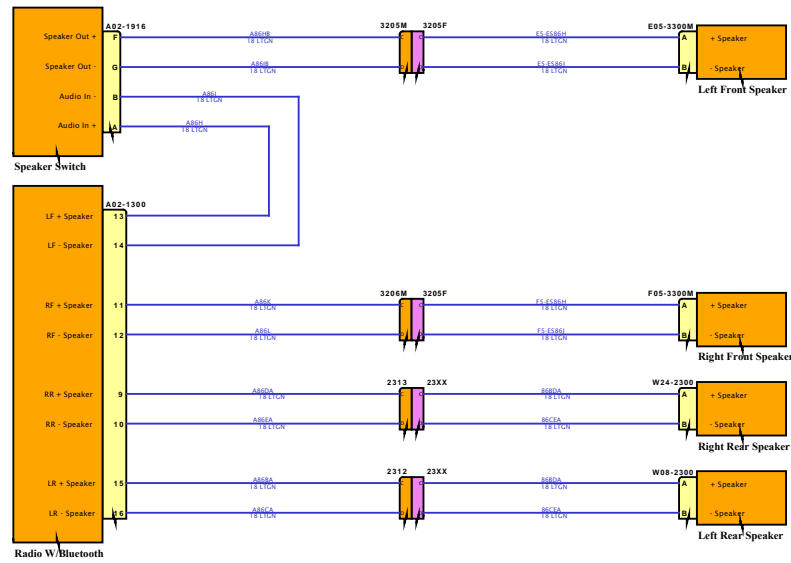 A02-1916
3205M 3205F
E05-3300M
Speaker Out + F
A86HB
18 LTGN
C C
E5-ES86H
18 LTGN
A + Speaker
Speaker Out - G
A86JB
18 LTGN
D D
E5-ES86J
18 LTGN
B - Speaker
Left Front Speaker
Audio In - B
A86J
18 LTGN
Audio In + A
A86H
18 LTGN
Speaker Switch
A02-1300
LF + Speaker 13
LF - Speaker 14
3206M 3205F
F05-3300M
RF + Speaker 11
A86K
18 LTGN
C C
F5-ES86H
18 LTGN
A + Speaker
RF - Speaker 12
A86L
18 LTGN
D D
F5-ES86J
18 LTGN
B - Speaker
Right Front Speaker
2313 23XX
W24-2300
RR + Speaker 9
A86DA
18 LTGN
C C
86BDA
18 LTGN
A + Speaker
RR - Speaker 10
A86EA
18 LTGN
D D
86CEA
18 LTGN
B - Speaker
Right Rear Speaker
2312 23XX
W08-2300
LR + Speaker 15
A86BA
18 LTGN
C C
86BDA
18 LTGN
A + Speaker
LR - Speaker 16
A86CA
18 LTGN
D D
86CEA
18 LTGN
B - Speaker
Left Rear Speaker
Radio W/Bluetooth